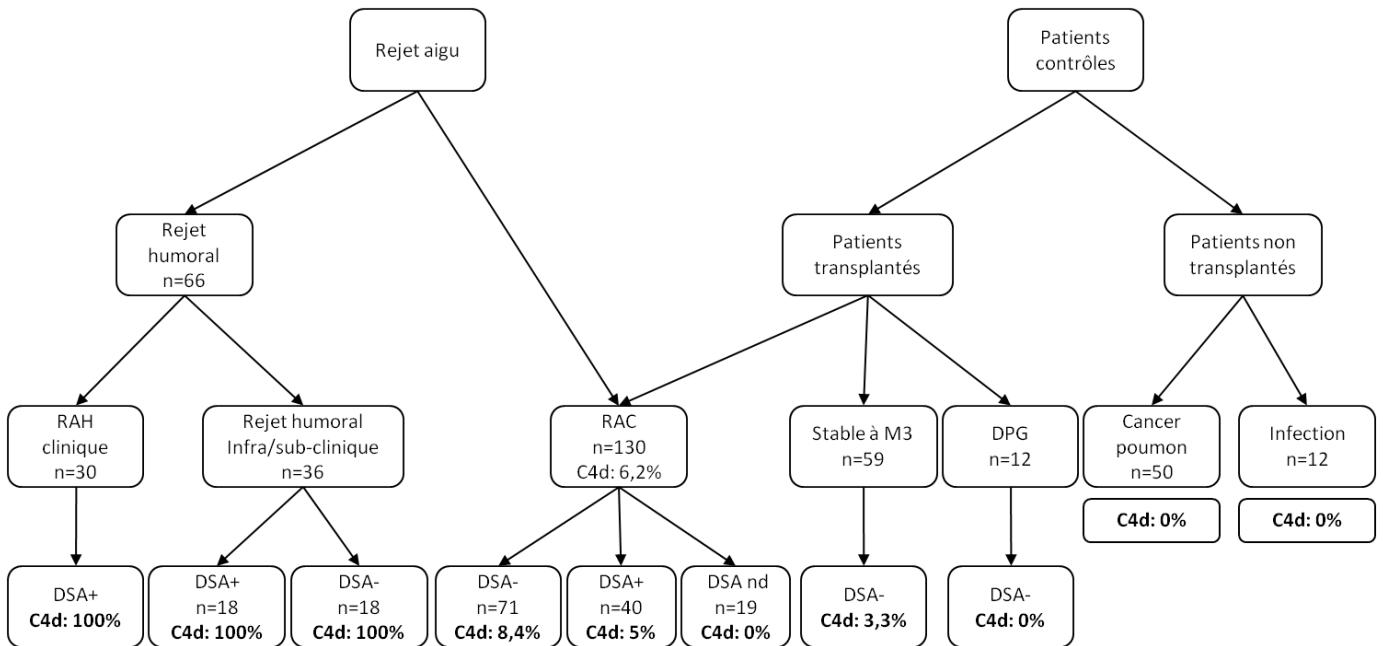 Rejet aigu
Patients
contrôles
Rejet
humoral
n=66
Patients
transplantés
Patients non
transplantés
RAH
clinique
n=30
Rejet humoral
Infra/sub-clinique
n=36
RAC
n=130
C4d: 6,2%
Stable à M3
n=59
DPG
n=12
Cancer
poumon
n=50
Infection
n=12
C4d: 0%
C4d: 0%
DSA+
C4d: 100%
DSA+
n=18
C4d: 100%
DSA-
n=18
C4d: 100%
DSA-
n=71
C4d: 8,4%
DSA+
n=40
C4d: 5%
DSA nd
n=19
C4d: 0%
DSA-
C4d: 3,3%
DSA-
C4d: 0%